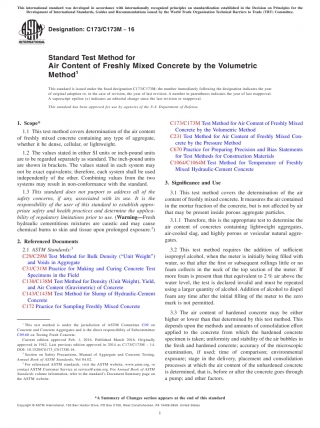 This international standard was developed in accordance with internationally recognized principles on standardization established in the Decision on Principles for the
Development of International Standards, Guides and Recommendations issued by the World Trade Organization Technical Barriers to Trade (TBT) Committee.
Designation: C173/C173M – 16
Standard Test Method for
Air Content of Freshly Mixed Concrete by the Volumetric
Method¹
This standard is issued under the fixed designation C173/C173M; the number immediately following the designation indicates the year
of original adoption or, in the case of revision, the year of last revision. A number in parentheses indicates the year of last reapproval.
A superscript epsilon (ε) indicates an editorial change since the last revision or reapproval.
This standard has been approved for use by agencies of the U.S. Department of Defense.
1. Scope*
1.1 This test method covers determination of the air content
of freshly mixed concrete containing any type of aggregate,
whether it be dense, cellular, or lightweight.
1.2 The values stated in either SI units or inch-pound units
are to be regarded separately as standard. The inch-pound units
are shown in brackets. The values stated in each system may
not be exact equivalents; therefore, each system shall be used
independently of the other. Combining values from the two
systems may result in non-conformance with the standard.
1.3 This standard does not purport to address all of the
safety concerns, if any, associated with its use. It is the
responsibility of the user of this standard to establish appro-
priate safety and health practices and determine the applica-
bility of regulatory limitations prior to use. (Warning—Fresh
hydraulic cementitious mixtures are caustic and may cause
chemical burns to skin and tissue upon prolonged exposure.²)
2. Referenced Documents
2.1 ASTM Standards:³
C29/C29M Test Method for Bulk Density (“Unit Weight”)
and Voids in Aggregate
C31/C31M Practice for Making and Curing Concrete Test
Specimens in the Field
C138/C138M Test Method for Density (Unit Weight), Yield,
and Air Content (Gravimetric) of Concrete
C143/C143M Test Method for Slump of Hydraulic-Cement
Concrete
C172 Practice for Sampling Freshly Mixed Concrete
¹ This test method is under the jurisdiction of ASTM Committee C09 on
Concrete and Concrete Aggregates and is the direct responsibility of Subcommittee
C09.60 on Testing Fresh Concrete.
Current edition approved Feb. 1, 2016. Published March 2016. Originally
approved in 1942. Last previous edition approved in 2014 as C173/C173M – 14.
DOI: 10.1520/C0173_C0173M-16.
² Section on Safety Precautions, Manual of Aggregate and Concrete Testing,
Annual Book of ASTM Standards, Vol 04.02.
³ For referenced ASTM standards, visit the ASTM website, www.astm.org, or
contact ASTM Customer Service at service@astm.org. For Annual Book of ASTM
Standards volume information, refer to the standard's Document Summary page on
the ASTM website.
C173/C173M Test Method for Air Content of Freshly Mixed
Concrete by the Volumetric Method
C231 Test Method for Air Content of Freshly Mixed Con-
crete by the Pressure Method
C670 Practice for Preparing Precision and Bias Statements
for Test Methods for Construction Materials
C1064/C1064M Test Method for Temperature of Freshly
Mixed Hydraulic-Cement Concrete
3. Significance and Use
3.1 This test method covers the determination of the air
content of freshly mixed concrete. It measures the air contained
in the mortar fraction of the concrete, but is not affected by air
that may be present inside porous aggregate particles.
3.1.1 Therefore, this is the appropriate test to determine the
air content of concretes containing lightweight aggregates,
air-cooled slag, and highly porous or vesicular natural aggre-
gates.
3.2 This test method requires the addition of sufficient
isopropyl alcohol, when the meter is initially being filled with
water, so that after the first or subsequent rollings little or no
foam collects in the neck of the top section of the meter. If
more foam is present than that equivalent to 2 % air above the
water level, the test is declared invalid and must be repeated
using a larger quantity of alcohol. Addition of alcohol to dispel
foam any time after the initial filling of the meter to the zero
mark is not permitted.
3.3 The air content of hardened concrete may be either
higher or lower than that determined by this test method. This
depends upon the methods and amounts of consolidation effort
applied to the concrete from which the hardened concrete
specimen is taken; uniformity and stability of the air bubbles in
the fresh and hardened concrete; accuracy of the microscopic
examination, if used; time of comparison; environmental
exposure; stage in the delivery, placement and consolidation
processes at which the air content of the unhardened concrete
is determined, that is, before or after the concrete goes through
a pump; and other factors.
*A Summary of Changes section appears at the end of this standard
Copyright © ASTM International, 100 Barr Harbor Drive, PO Box C700, West Conshohocken, PA 19428-2959. United States
1